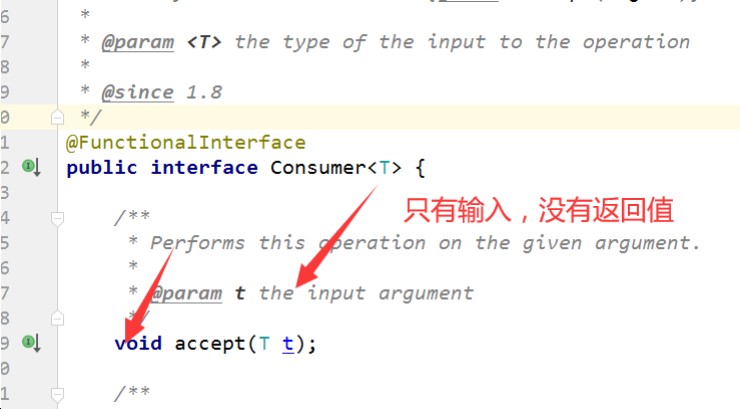 6 *
7 * @param <T> the type of the input to the operation
8 *
9 * @since 1.8
0 */
1 @FunctionalInterface
2 public interface Consumer<T> {
3
4 /**
只有输入，没有返回值
5 * Performs this operation on the given argument.
6 *
7 * @param t the input argument
8 */
9 void accept(T t);
0
1 /**